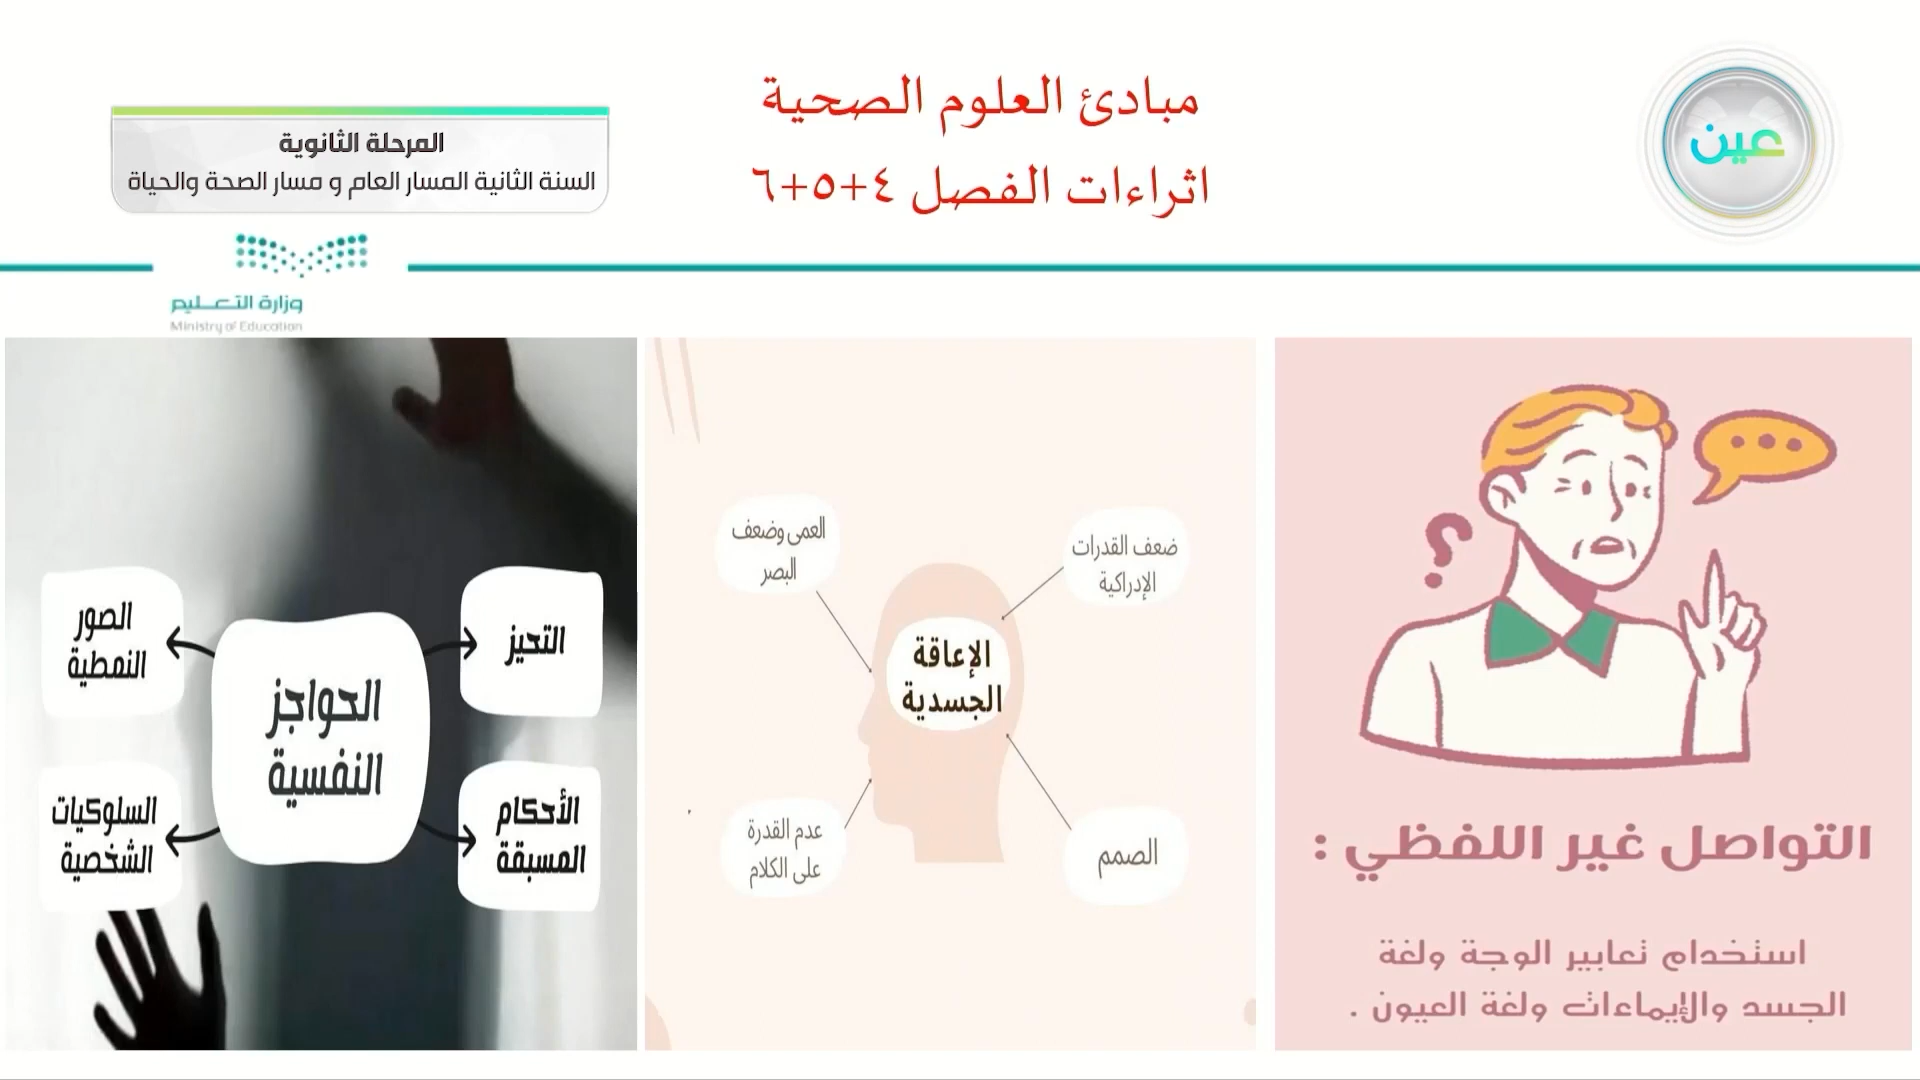 مبادئ العلوم الصحية
اثراءات الفصل ٤+٥+٦
عين
المرحلة الثانوية
السنة الثانية المسار العام و مسار الصحة والحياة
وزارة التعـــليم
Ministry of Education
التواصل غير اللفظي :
استخدام تعابير الوجة ولغة
الجسد والإيماءات ولغة العيون .
الإعاقة
الجسدية
ضعف القدرات
الإدراكية
العمى وضعف
البصر
الصمم
عدم القدرة
على الكلام
الحواجز
النفسية
التحيز
الصور
النمطية
الأحكام
المسبقة
السلوكيات
الشخصية